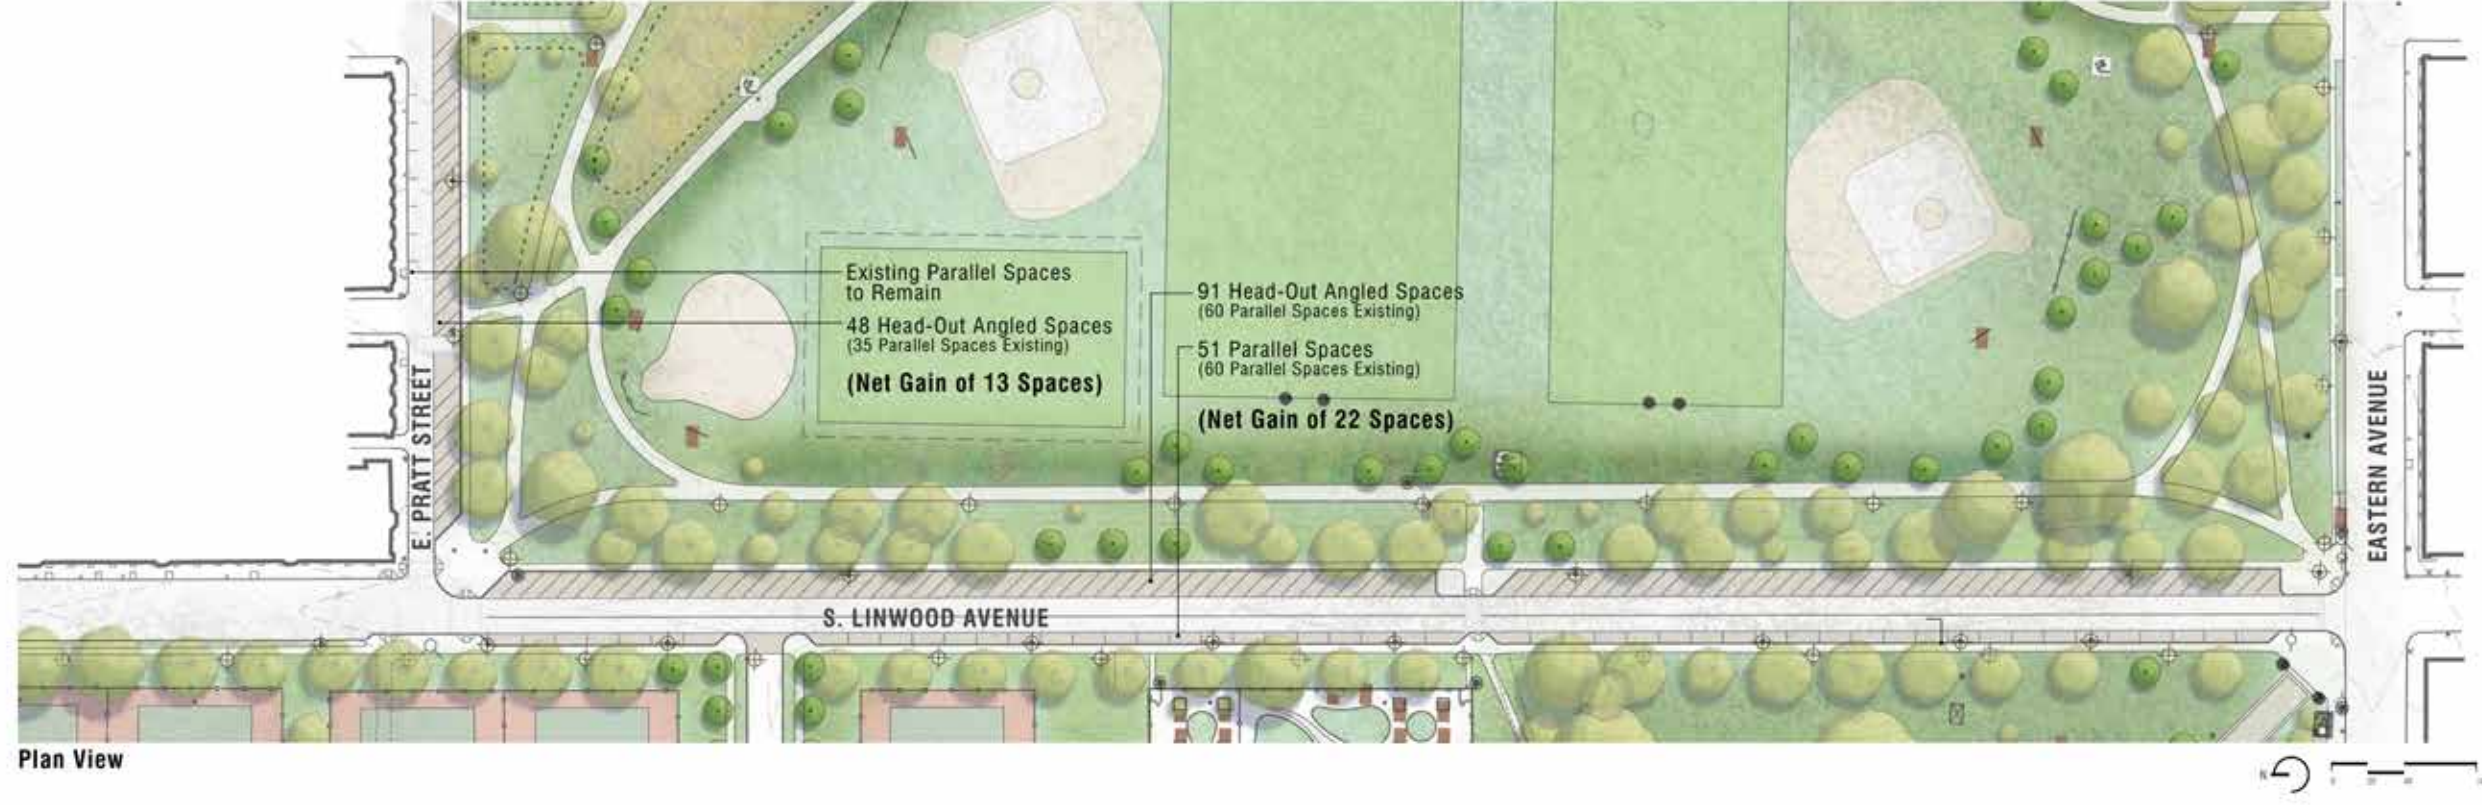 Existing Parallel Spaces
to Remain
48 Head-Out Angled Spaces
(35 Parallel Spaces Existing)
(Net Gain of 13 Spaces)
91 Head-Out Angled Spaces
(60 Parallel Spaces Existing)
51 Parallel Spaces
(60 Parallel Spaces Existing)
(Net Gain of 22 Spaces)
E. PRATT STREET
EASTERN AVENUE
S. LINWOOD AVENUE
Plan View
N